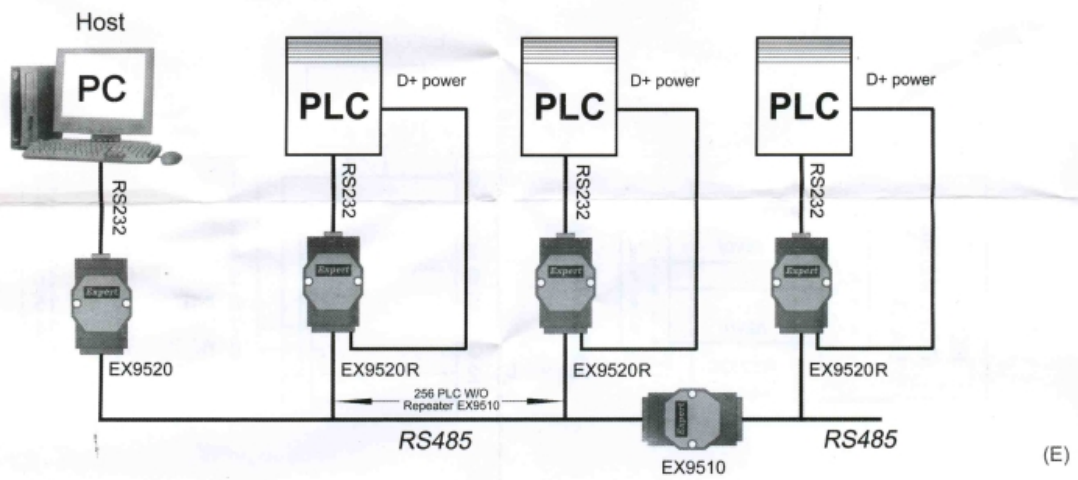 Host
PC
PLC
D+ power
PLC
D+ power
PLC
D+ power
RS232
RS232
RS232
RS232
Expert
Expert
Expert
Expert
EX9520
EX9520R
EX9520R
EX9520R
256 PLC W/O
Repeater EX9510
Expert
RS485
RS485
EX9510
(E)